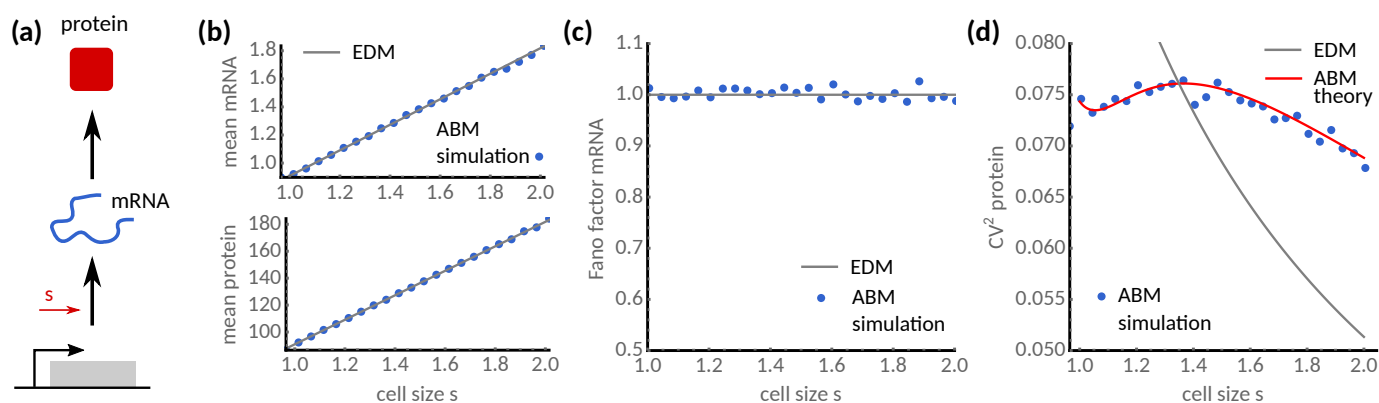 (a)
protein
mRNA
s
(b)
mean mRNA
1.8
1.6
1.4
1.2
1.0
EDM
ABM
simulation
1.0 1.2 1.4 1.6 1.8 2.0
mean protein
180
160
140
120
100
1.0 1.2 1.4 1.6 1.8 2.0
cell size s
(c)
Fano factor mRNA
1.1
1.0
0.9
0.8
0.7
0.6
0.5
EDM
ABM
simulation
1.0 1.2 1.4 1.6 1.8 2.0
cell size s
(d)
CV² protein
0.080
0.075
0.070
0.065
0.060
0.055
0.050
EDM
ABM
theory
ABM
simulation
1.0 1.2 1.4 1.6 1.8 2.0
cell size s